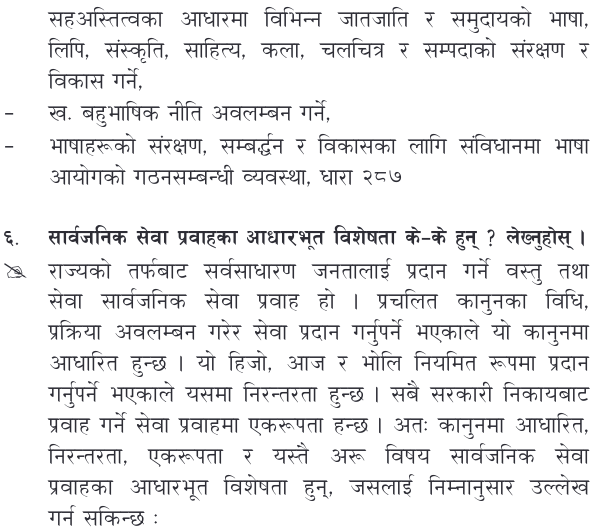 सहअस्तित्वका आधारमा विभिन्न जातजाति र समुदायको भाषा,
लिपि, संस्कृति, साहित्य, कला, चलचित्र र सम्पदाको संरक्षण र
विकास गर्ने,
- ख. बहुभाषिक नीति अवलम्बन गर्ने,
- भाषाहरूको संरक्षण, सम्बर्द्धन र विकासका लागि संविधानमा भाषा
आयोगको गठनसम्बन्धी व्यवस्था, धारा २८७
६. सार्वजनिक सेवा प्रवाहका आधारभूत विशेषता के-के हुन् ? लेख्नुहोस् ।
राज्यको तर्फबाट सर्वसाधारण जनतालाई प्रदान गर्ने वस्तु तथा
सेवा सार्वजनिक सेवा प्रवाह हो । प्रचलित कानुनका विधि,
प्रक्रिया अवलम्बन गरेर सेवा प्रदान गर्नुपर्ने भएकाले यो कानुनमा
आधारित हुन्छ । यो हिजो, आज र भोलि नियमित रूपमा प्रदान
गर्नुपर्ने भएकाले यसमा निरन्तरता हुन्छ । सबै सरकारी निकायबाट
प्रवाह गर्ने सेवा प्रवाहमा एकरूपता हन्छ । अतः कानुनमा आधारित,
निरन्तरता, एकरूपता र यस्तै अरू विषय सार्वजनिक सेवा
प्रवाहका आधारभूत विशेषता हुन्, जसलाई निम्नानुसार उल्लेख
गर्न सकिन्छ :